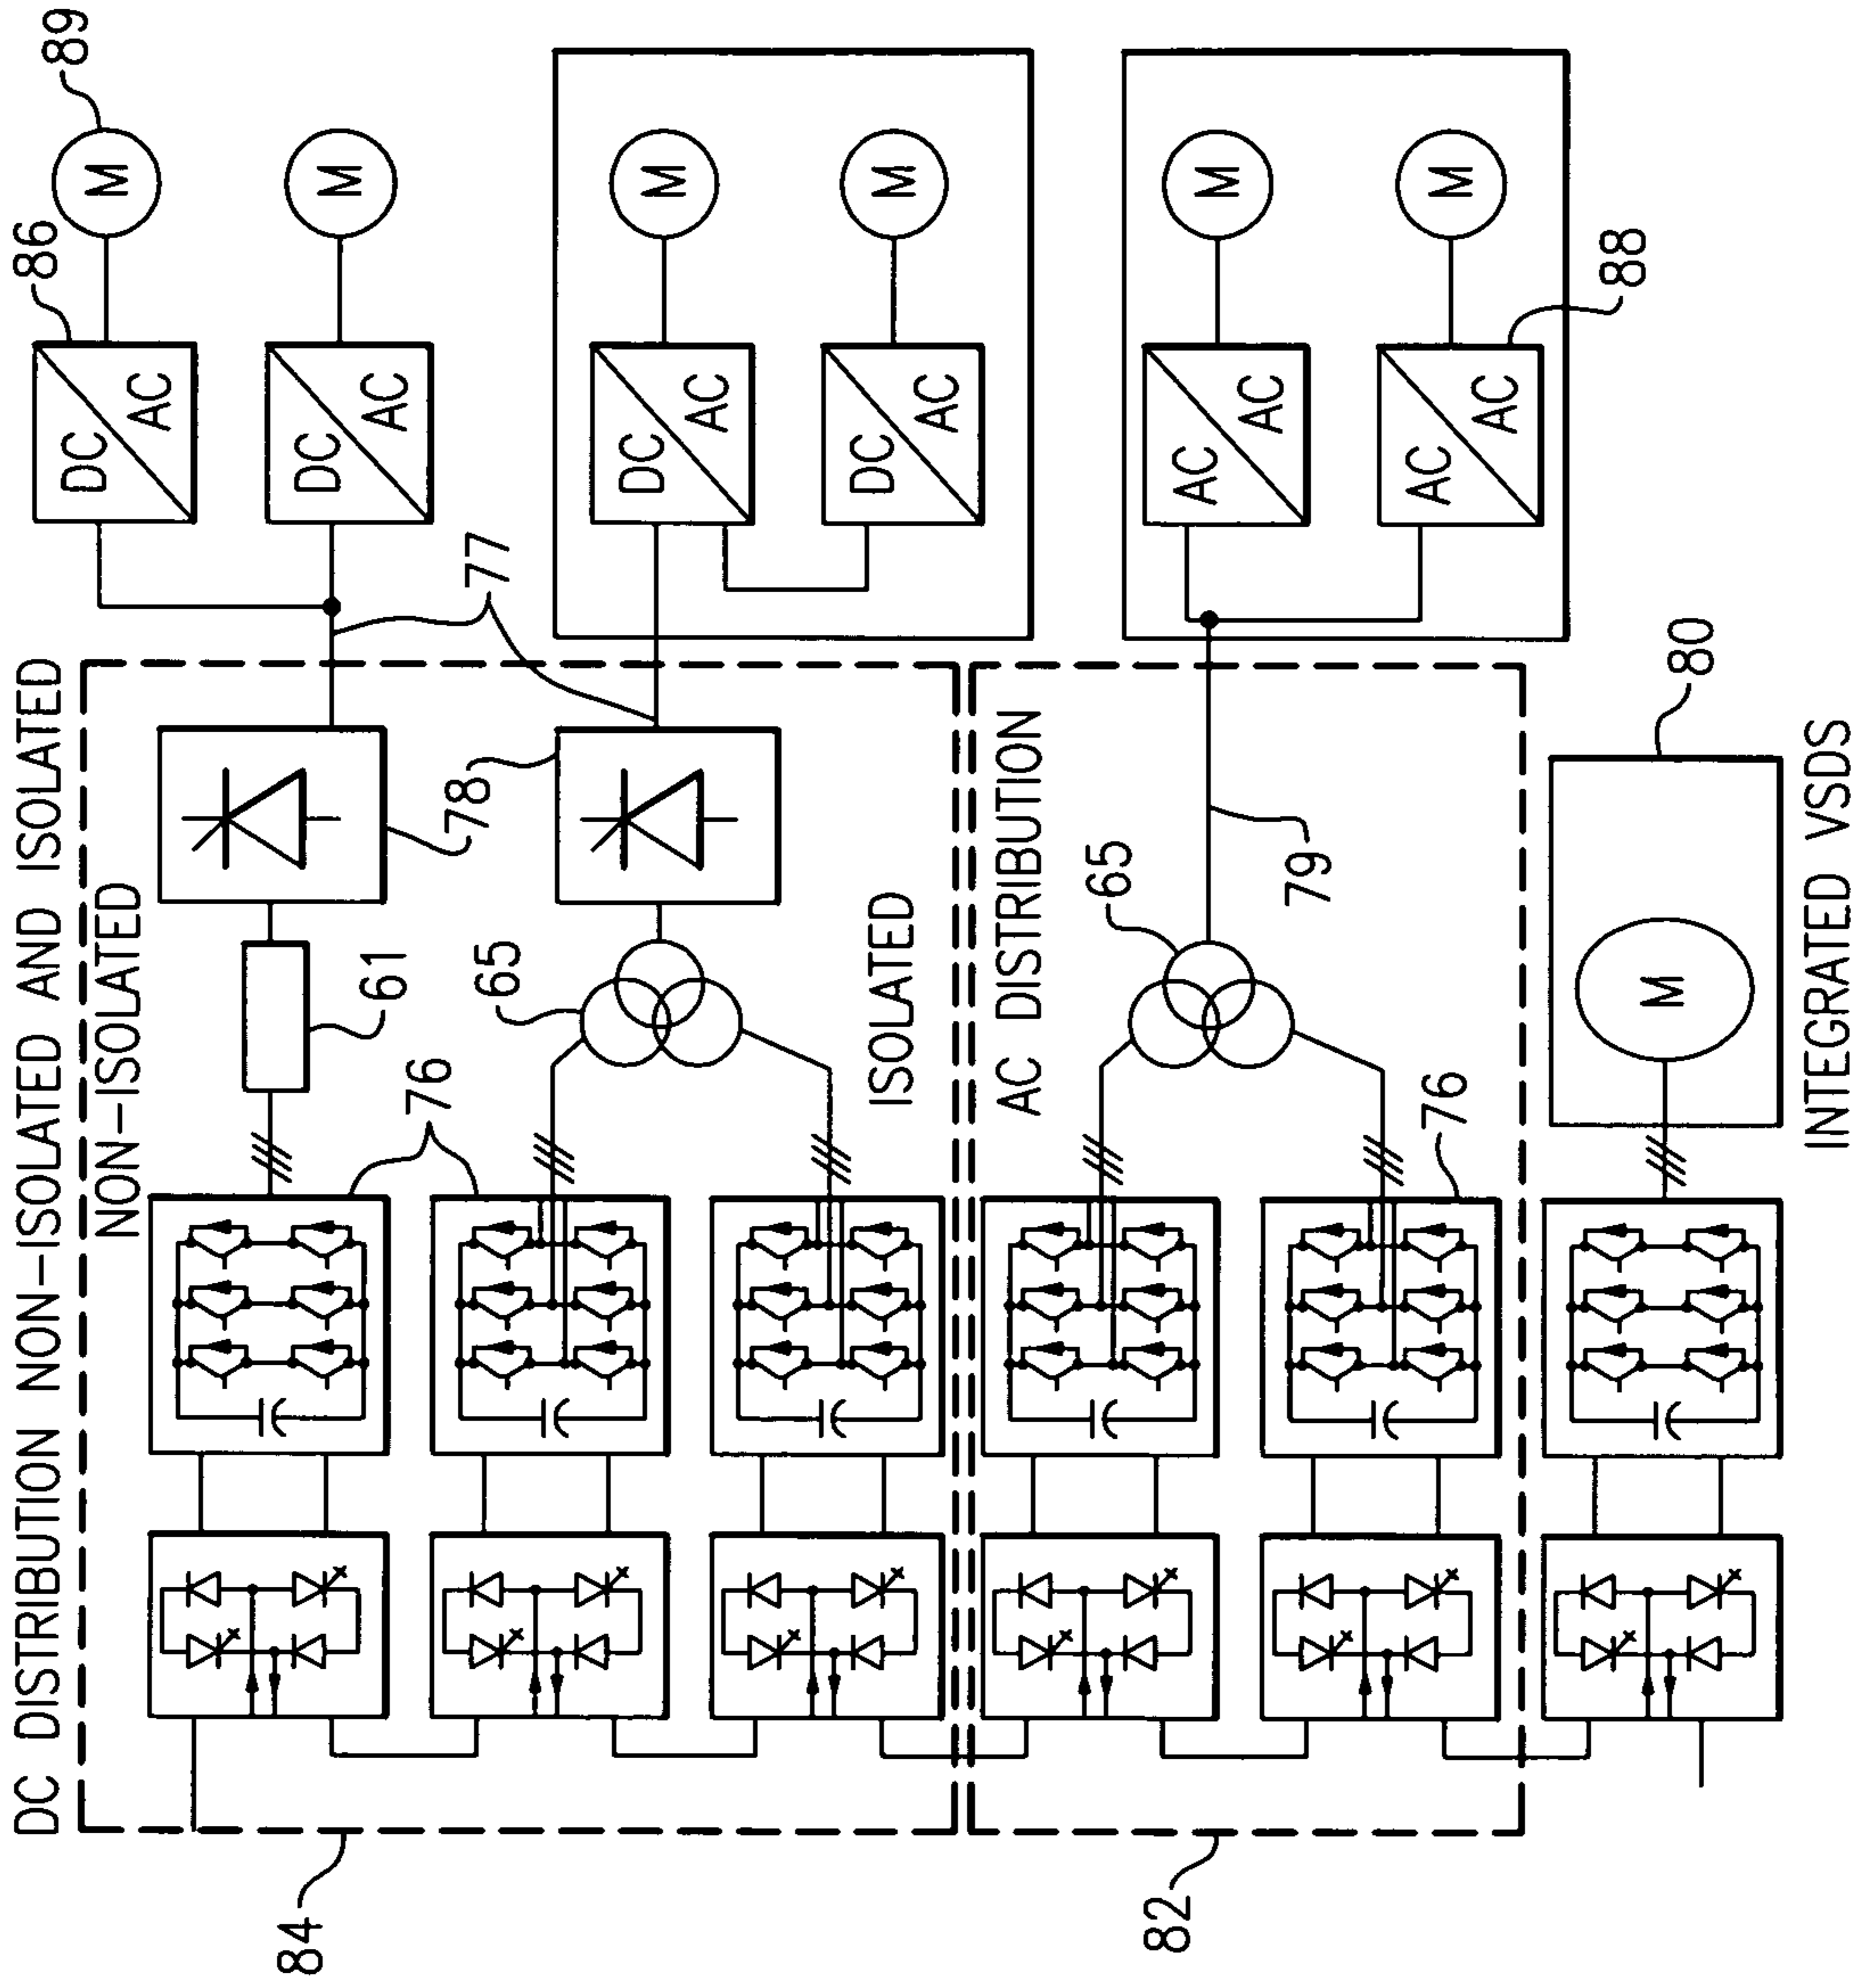 DC DISTRIBUTION NON-ISOLATED AND ISOLATED
NON-ISOLATED
84
76
61
78
77
86
DC
AC
M
89
DC
AC
M
65
ISOLATED
DC
AC
M
DC
AC
M
82
AC DISTRIBUTION
76
65
79
AC
AC
M
AC
AC
M
88
M
80
INTEGRATED VSDS